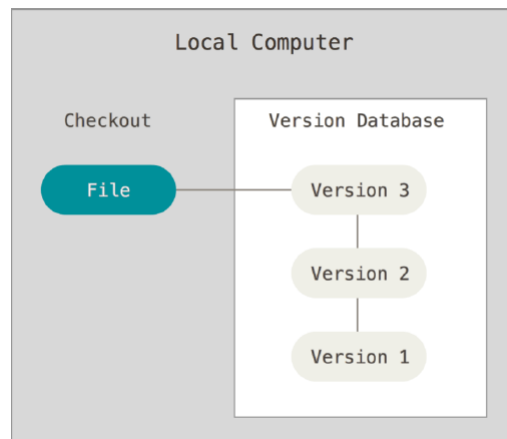 Local Computer
Checkout
Version Database
File
Version 3
Version 2
Version 1